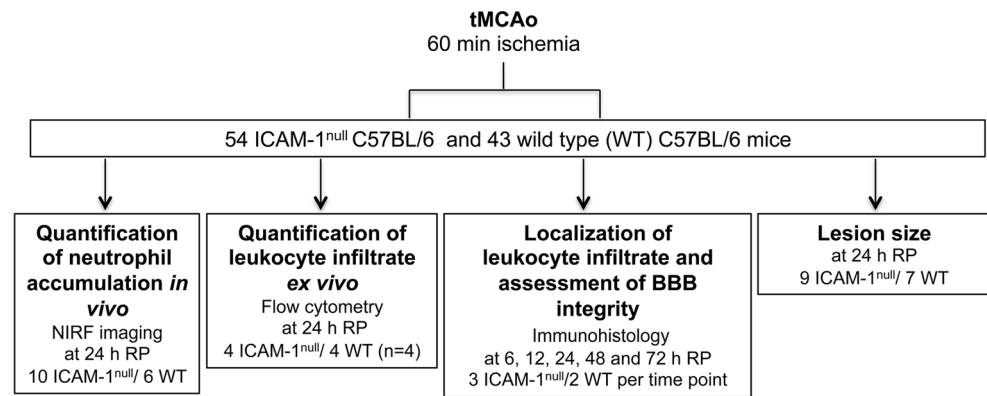 tMCAo
60 min ischemia
54 ICAM-1null C57BL/6 and 43 wild type (WT) C57BL/6 mice
Quantification
of neutrophil
accumulation in
vivo
NIRF imaging
at 24 h RP
10 ICAM-1null/ 6 WT
Quantification of
leukocyte infiltrate
ex vivo
Flow cytometry
at 24 h RP
4 ICAM-1null/ 4 WT (n=4)
Localization of
leukocyte infiltrate and
assessment of BBB
integrity
Immunohistology
at 6, 12, 24, 48 and 72 h RP
3 ICAM-1null/2 WT per time point
Lesion size
at 24 h RP
9 ICAM-1null/ 7 WT